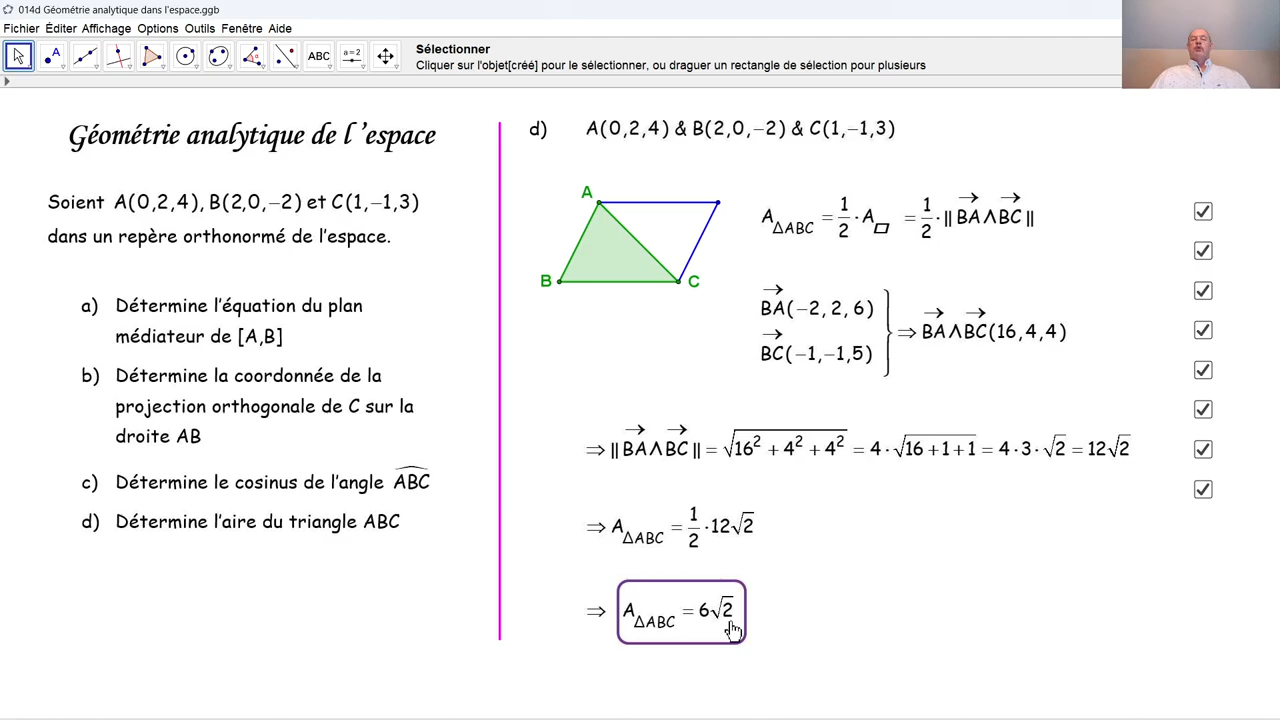 014d Géométrie analytique dans l'espace.ggb
Fichier Éditer Affichage Options Outils Fenêtre Aide
A ABC a=2
Sélectionner
Cliquer sur l'objet[créé] pour le sélectionner, ou draguer un rectangle de sélection pour plusieurs
Géométrie analytique de l 'espace
Soient A(0,2,4), B(2,0,−2) et C(1,−1,3)
dans un repère orthonormé de l'espace.
a) Détermine l'équation du plan
médiateur de [A,B]
b) Détermine la coordonnée de la
projection orthogonale de C sur la
droite AB
c) Détermine le cosinus de l'angle ABC
d) Détermine l'aire du triangle ABC
d) A(0,2,4) & B(2,0,−2) & C(1,−1,3)
A
B
C
A△ABC = 1/2 · A▱ = 1/2 · ||BA∧BC||
BA(−2, 2, 6)
BC(−1,−1,5)
⇒ BA∧BC(16,4,4)
⇒ ||BA∧BC|| = √(16² + 4² + 4²) = 4 · √(16+1+1) = 4 · 3 · √2 = 12√2
⇒ A△ABC = 1/2 · 12√2
⇒ A△ABC = 6√2